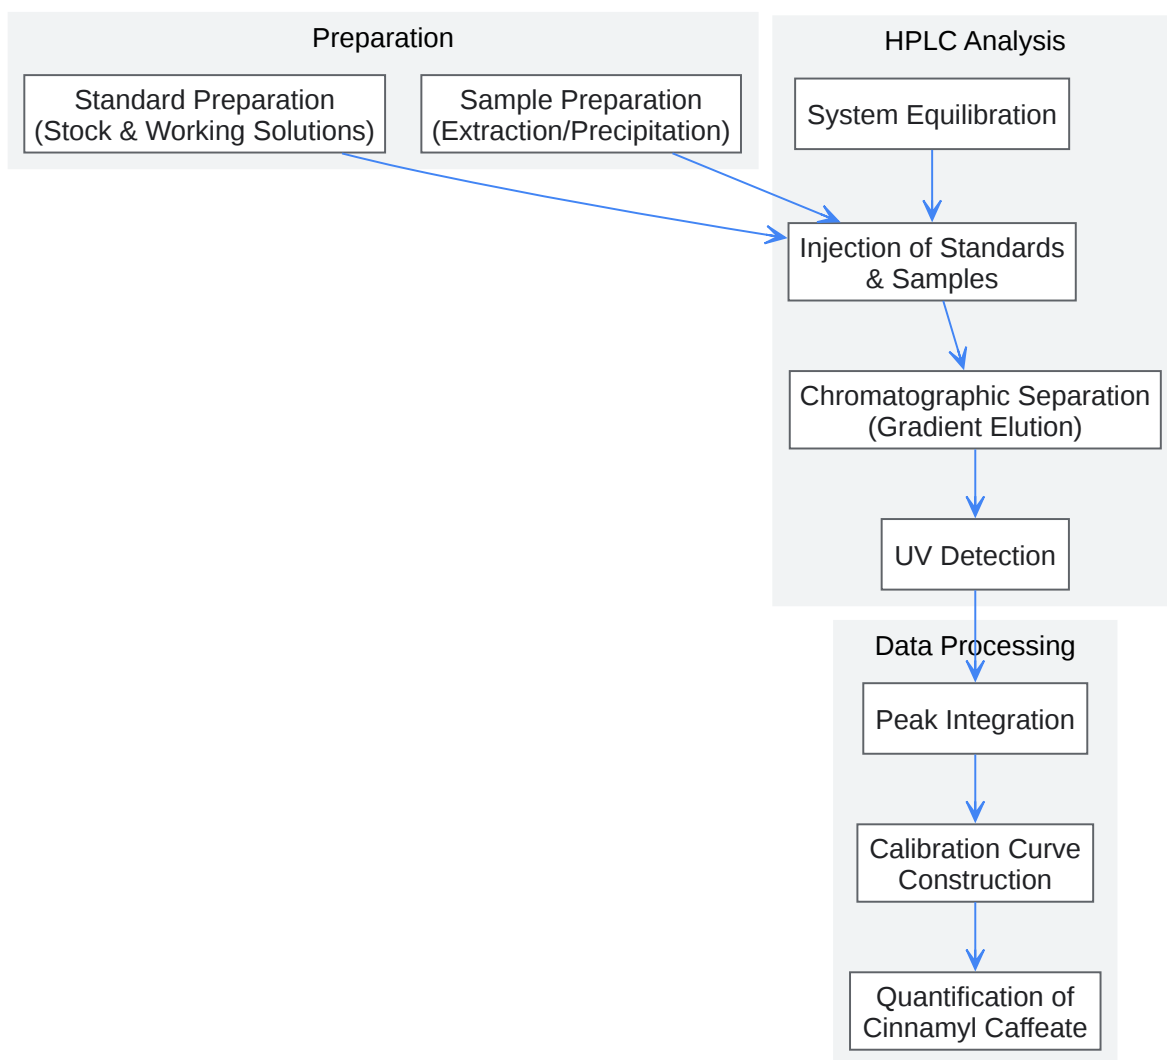 Preparation
Standard Preparation
(Stock & Working Solutions)
Sample Preparation
(Extraction/Precipitation)
HPLC Analysis
System Equilibration
Injection of Standards
& Samples
Chromatographic Separation
(Gradient Elution)
UV Detection
Data Processing
Peak Integration
Calibration Curve
Construction
Quantification of
Cinnamyl Caffeate